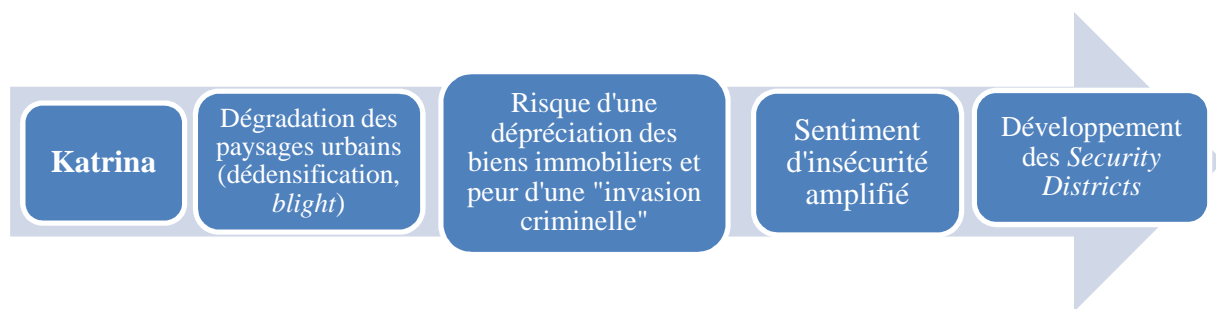 Katrina
Dégradation des
paysages urbains
(dédensification,
blight)
Risque d'une
dépréciation des
biens immobiliers et
peur d'une "invasion
criminelle"
Sentiment
d'insécurité
amplifié
Développement
des Security
Districts